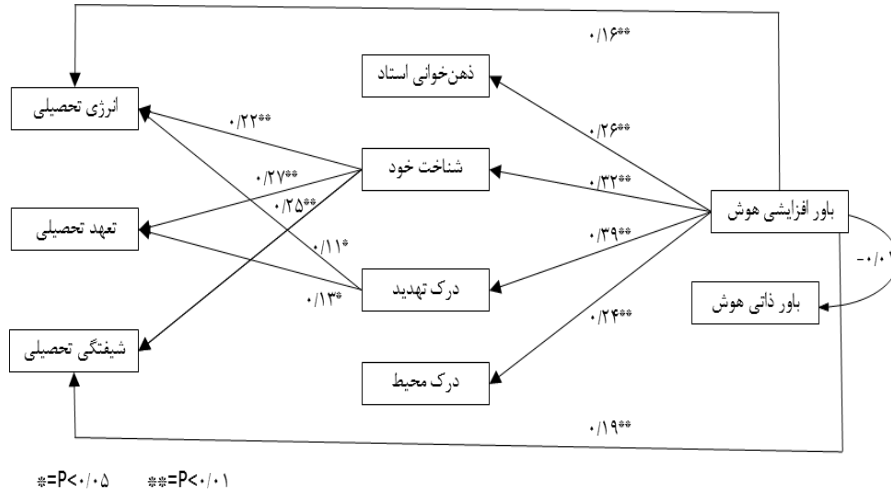 ۰/۱۶**
ذهن‌خوانی استاد
انرژی تحصیلی
۰/۲۲**
۰/۲۶**
شناخت خود
۰/۲۷**
۰/۳۲**
۰/۲۵**
باور افزایشی هوش
تعهد تحصیلی
۰/۳۹**
۰/۱۱*
درک تهدید
باور ذاتی هوش
۰/۱۳*
۰/۲۴**
شیفتگی تحصیلی
درک محیط
۰/۱۹**
*=P<۰/۰۵ **=P<۰/۰۱